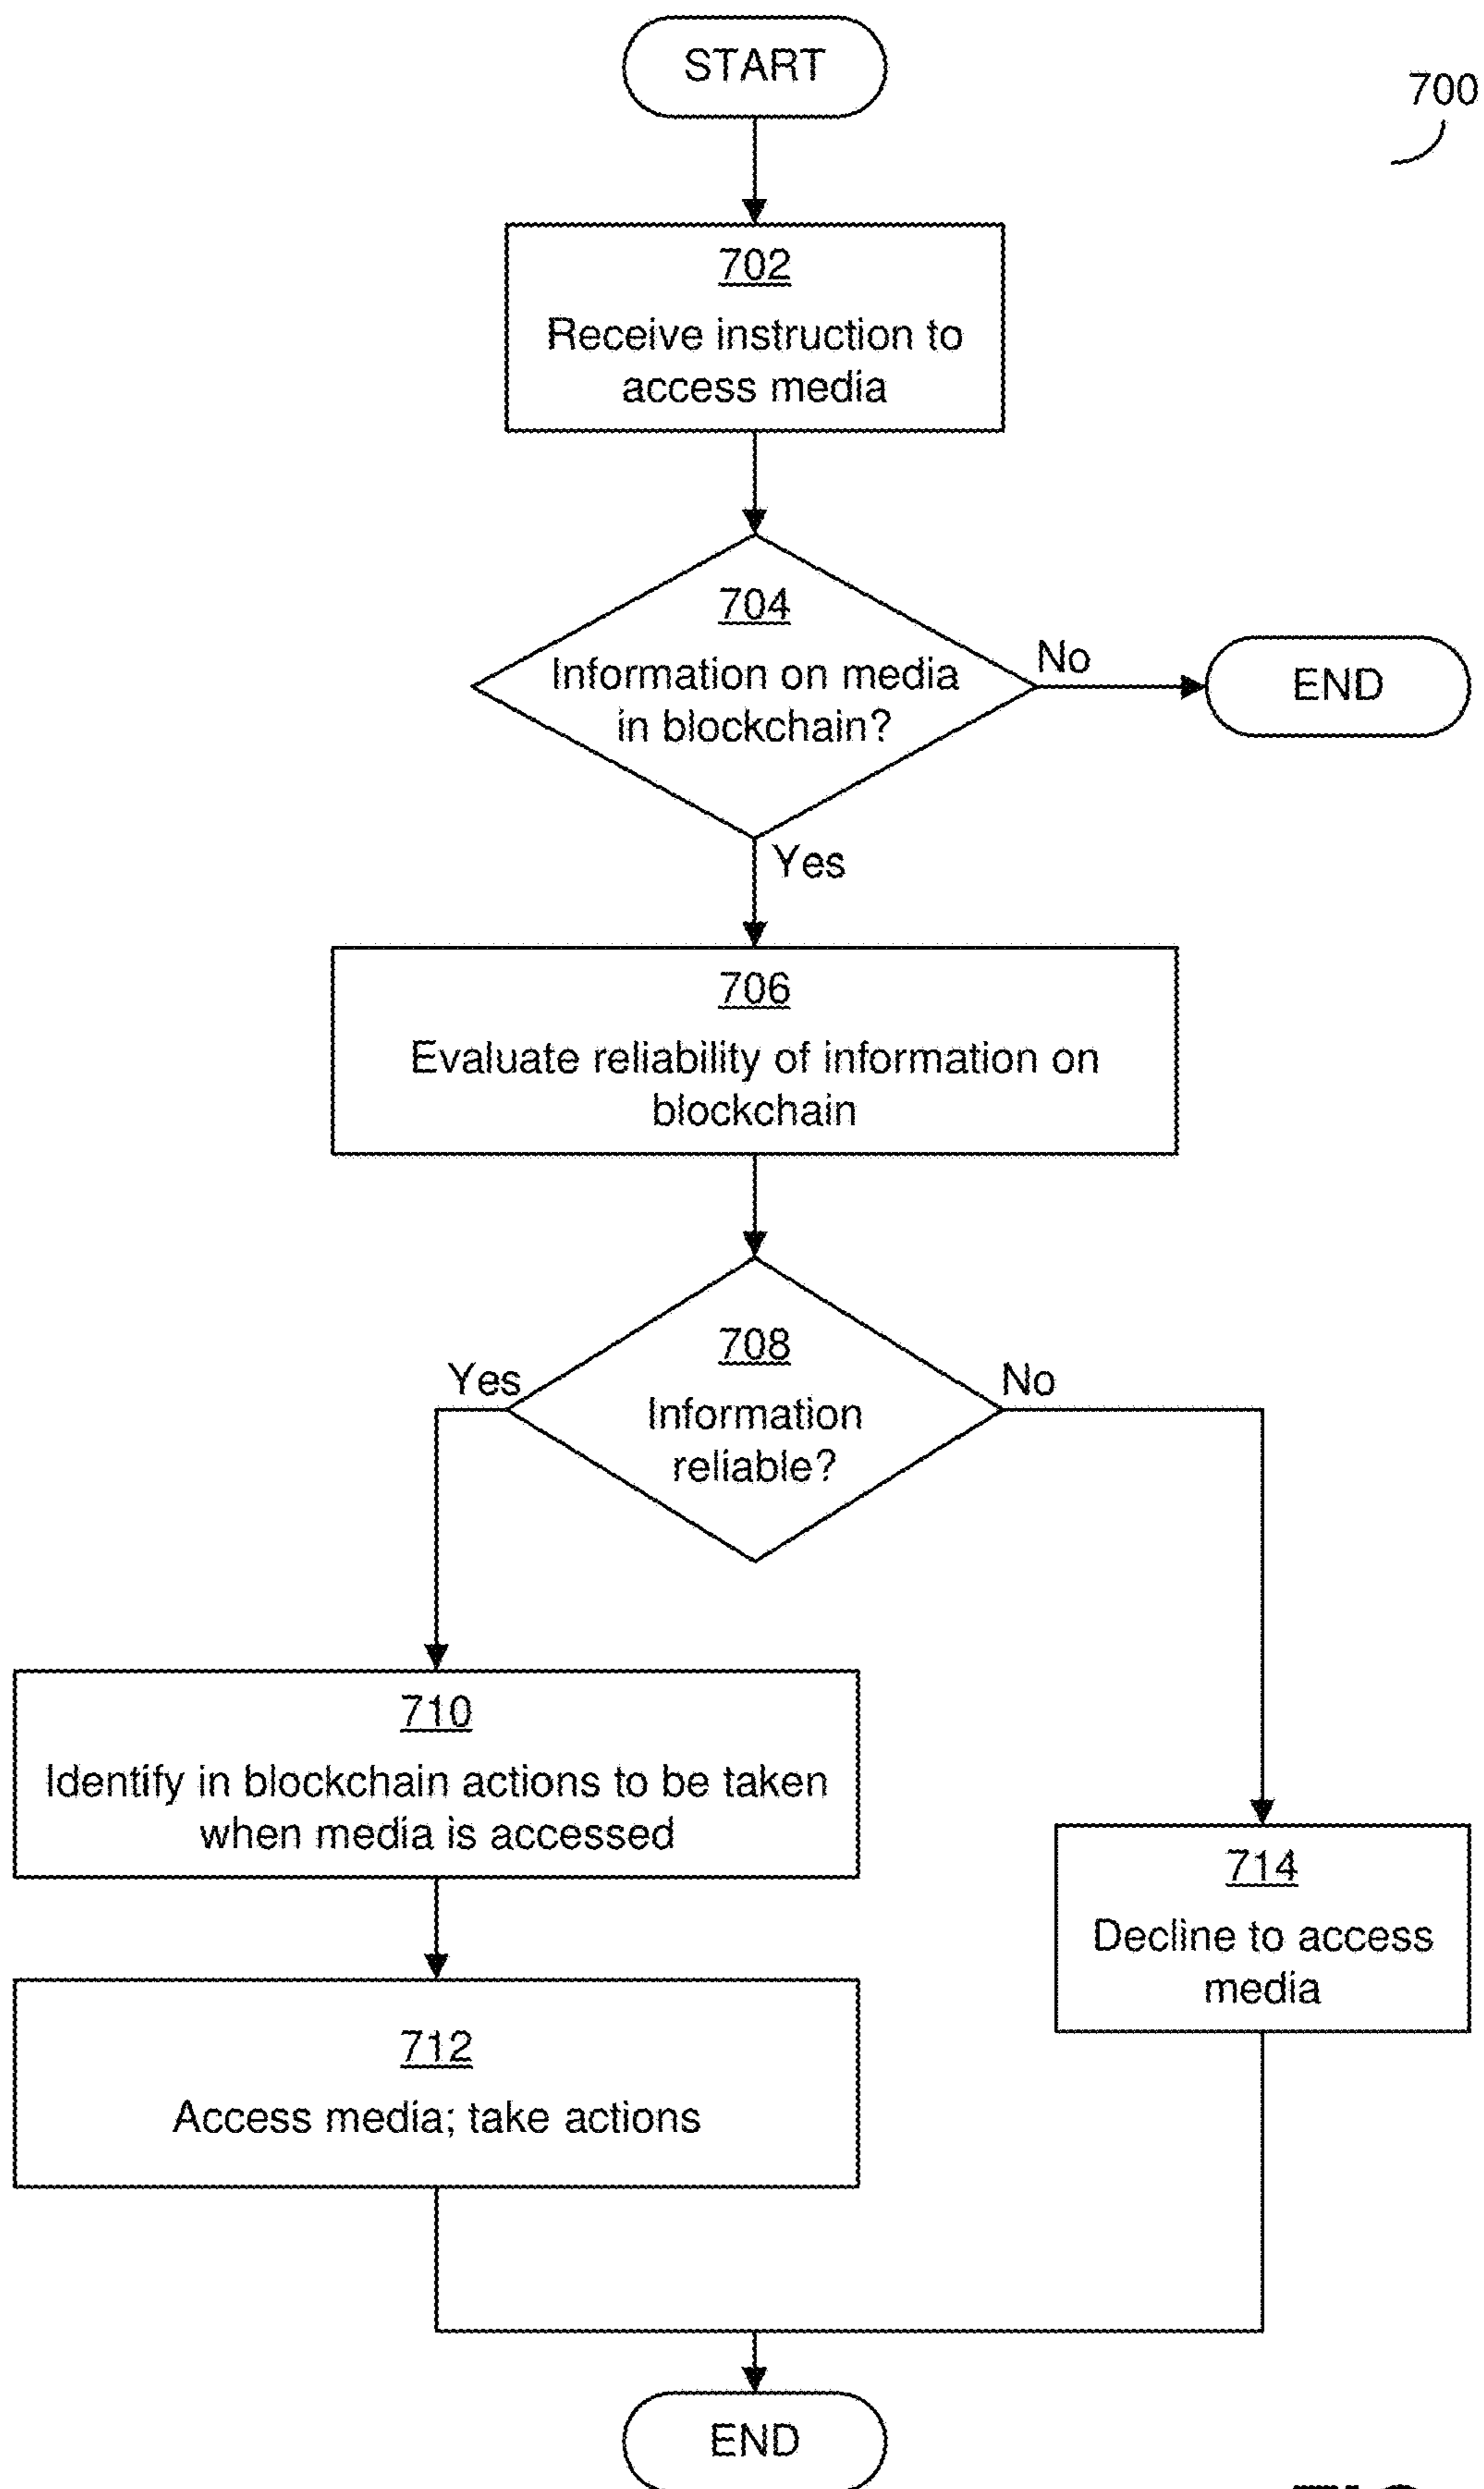 START
700
702
Receive instruction to
access media
704
Information on media
in blockchain?
No
END
Yes
706
Evaluate reliability of information on
blockchain
708
Information
reliable?
Yes
No
710
Identify in blockchain actions to be taken
when media is accessed
714
Decline to access
media
712
Access media; take actions
END